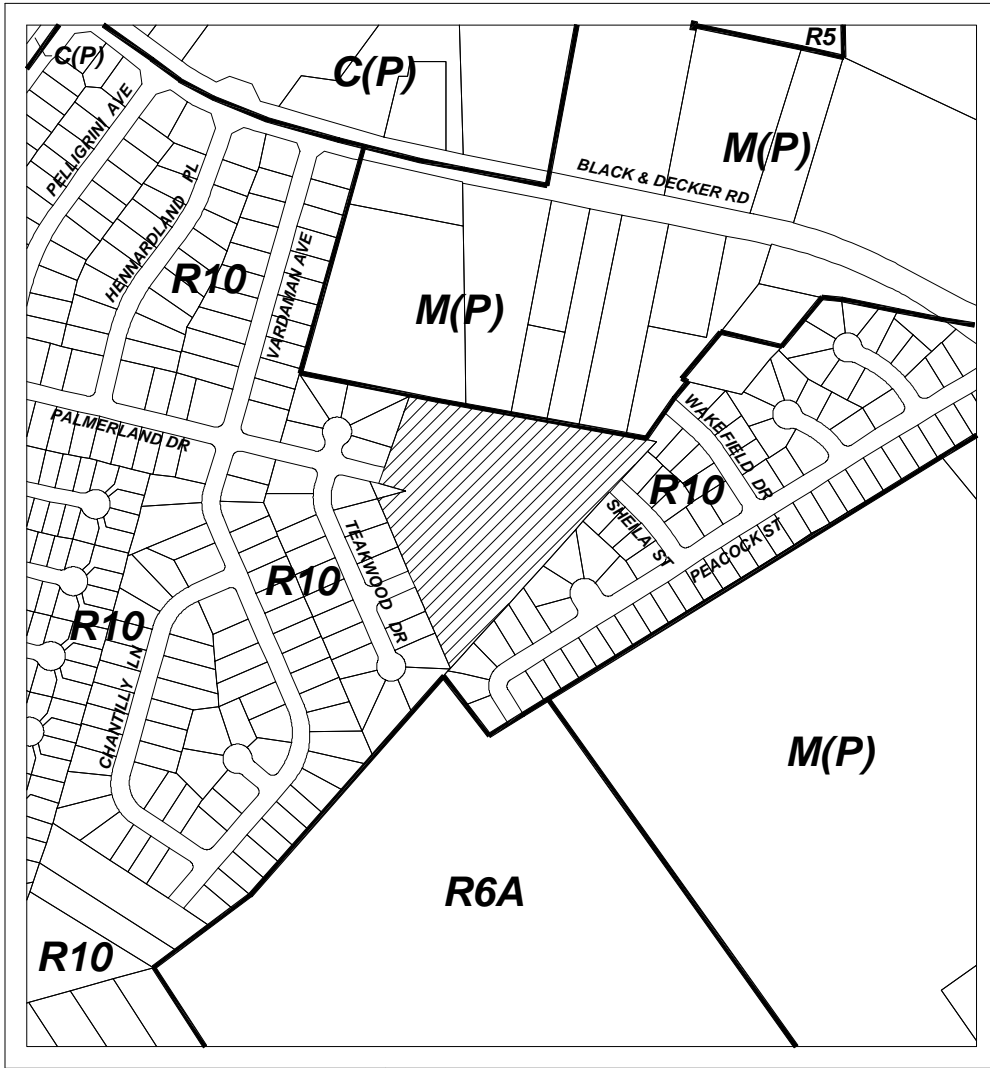 R5
C(P)
C(P)
PELLIGRINI AVE
M(P)
BLACK & DECKER RD
HENNARDLAND PL
R10
VARDAMAN AVE
M(P)
PALMERLAND DR
WAKEFIELD DR
R10
SHEILA ST
PEACOCK ST
TEAKWOOD DR
R10
R10
CHANTILLY LN
M(P)
R6A
R10